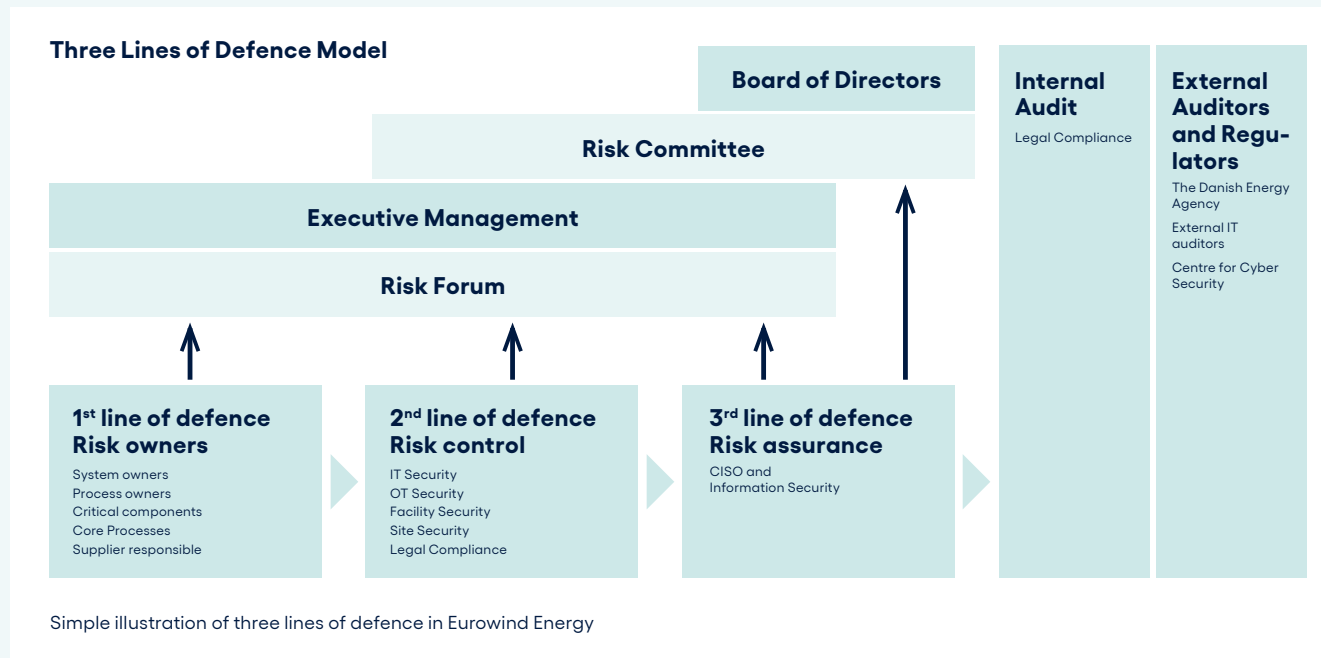 Three Lines of Defence Model
Board of Directors
Risk Committee
Executive Management
Risk Forum
1st line of defence
Risk owners
System owners
Process owners
Critical components
Core Processes
Supplier responsible
2nd line of defence
Risk control
IT Security
OT Security
Facility Security
Site Security
Legal Compliance
3rd line of defence
Risk assurance
CISO and
Information Security
Internal
Audit
Legal Compliance
External
Auditors
and Regu-
lators
The Danish Energy
Agency
External IT
auditors
Centre for Cyber
Security
Simple illustration of three lines of defence in Eurowind Energy